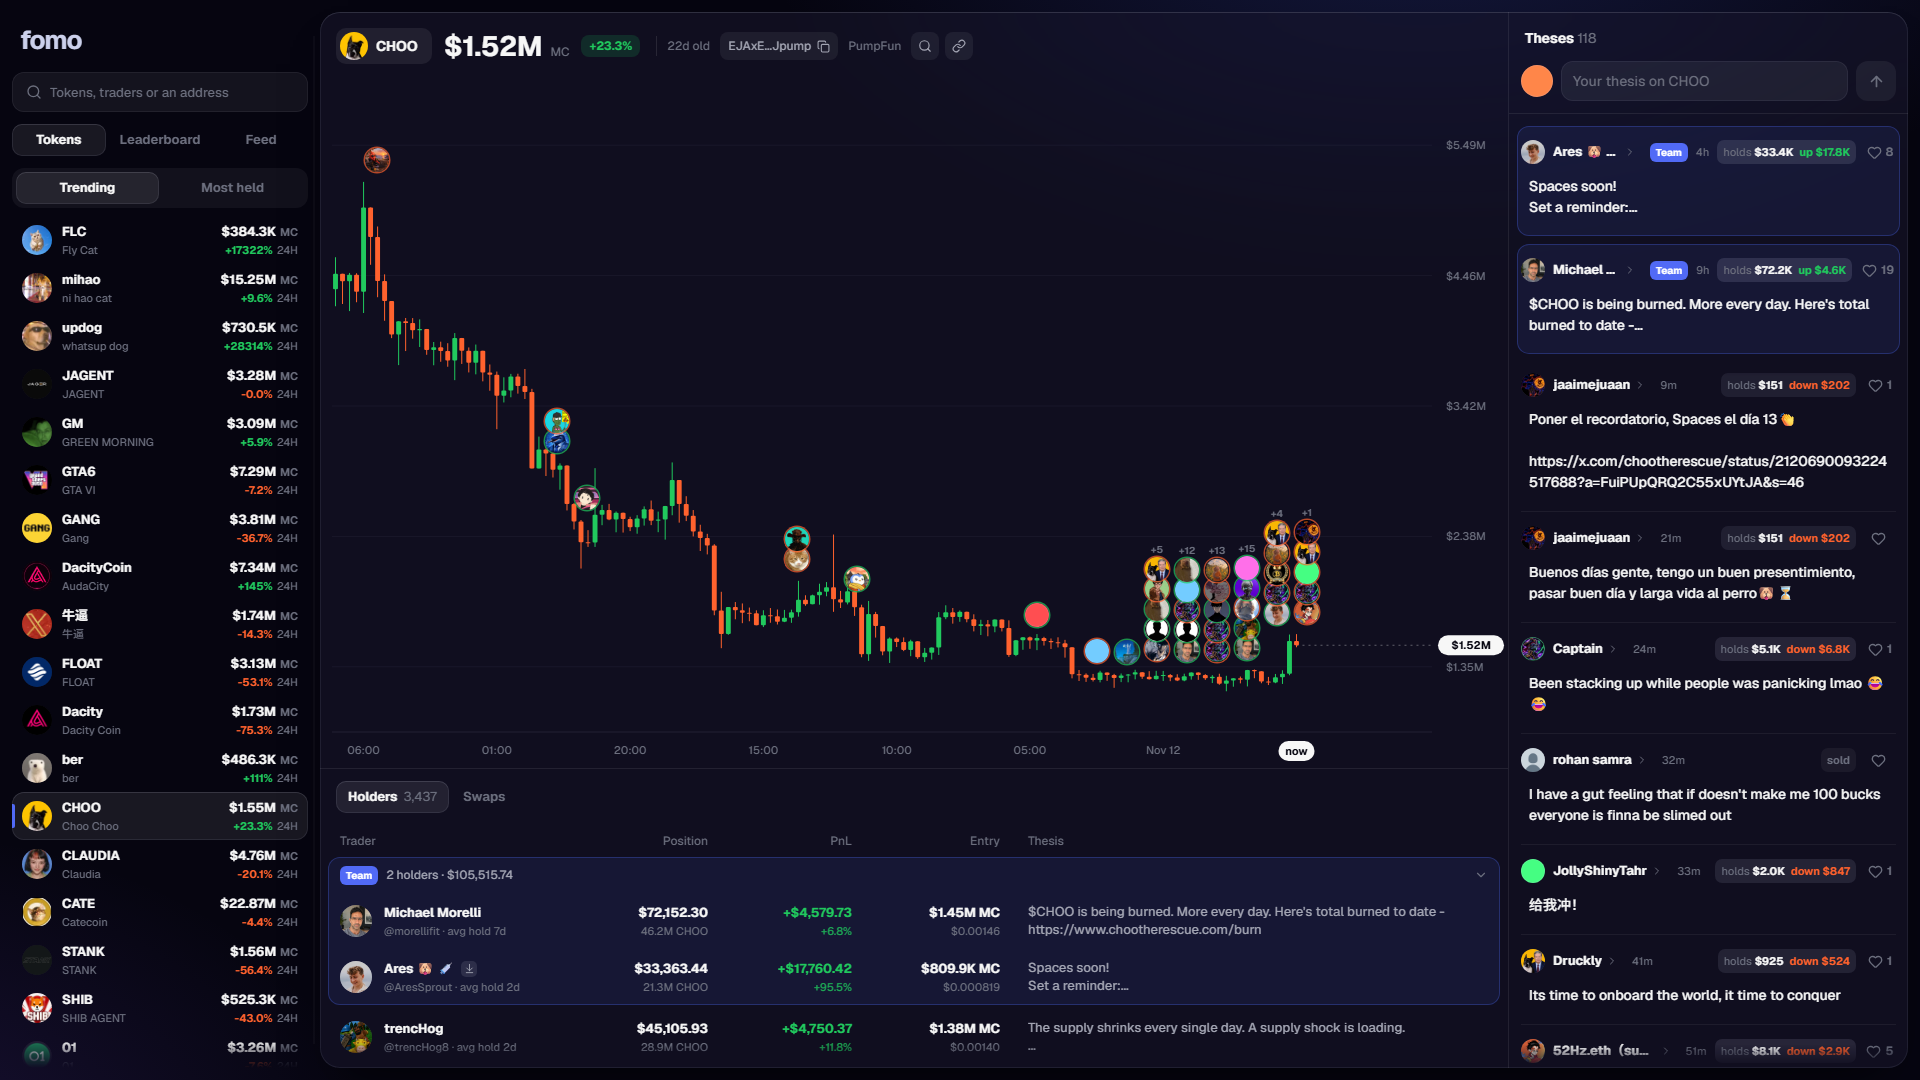 fomo
Tokens, traders or an address
Tokens Leaderboard Feed
Trending Most held
FLC $384.3K MC
Fly Cat +17322% 24H
mihao $15.25M MC
ni hao cat +9.6% 24H
updog $730.5K MC
whatsup dog +28314% 24H
JAGENT $3.28M MC
JAGENT -0.0% 24H
GM $3.09M MC
GREEN MORNING +5.9% 24H
GTA6 $7.29M MC
GTA VI -7.2% 24H
GANG $3.81M MC
Gang -36.7% 24H
DacityCoin $7.34M MC
AudaCity +145% 24H
牛逼 $1.74M MC
牛逼 -14.3% 24H
FLOAT $3.13M MC
FLOAT -53.1% 24H
Dacity $1.73M MC
Dacity Coin -75.3% 24H
ber $486.3K MC
ber +111% 24H
CHOO $1.55M MC
Choo Choo +23.3% 24H
CLAUDIA $4.76M MC
Claudia -20.1% 24H
CATE $22.87M MC
Catecoin -4.4% 24H
STANK $1.56M MC
STANK -56.4% 24H
SHIB $525.3K MC
SHIB AGENT -43.0% 24H
01 $3.26M MC
CHOO $1.52M MC +23.3% 22d old EJAxE...Jpump PumpFun
$5.49M
$4.46M
$3.42M
$2.38M
$1.52M
$1.35M
+5 +12 +13 +15 +4 +1
06:00 01:00 20:00 15:00 10:00 05:00 Nov 12 now
Holders 3,437 Swaps
Trader Position PnL Entry Thesis
Team 2 holders · $105,515.74
Michael Morelli $72,152.30 +$4,579.73 $1.45M MC $CHOO is being burned. More every day. Here's total burned to date -
@morellifit · avg hold 7d 46.2M CHOO +6.8% $0.00146 https://www.chootherescue.com/burn
Ares $33,363.44 +$17,760.42 $809.9K MC Spaces soon!
@AresSprout · avg hold 2d 21.3M CHOO +95.5% $0.000819 Set a reminder:...
trencHog $45,105.93 +$4,750.37 $1.38M MC The supply shrinks every single day. A supply shock is loading.
@trencHog8 · avg hold 2d 28.9M CHOO +11.8% $0.00140 ...
Theses 118
Your thesis on CHOO
Ares ... Team 4h holds $33.4K up $17.8K 8
Spaces soon!
Set a reminder:...
Michael ... Team 9h holds $72.2K up $4.6K 19
$CHOO is being burned. More every day. Here's total
burned to date -...
jaaimejuaan 9m holds $151 down $202 1
Poner el recordatorio, Spaces el día 13 👏
https://x.com/chootherescue/status/2120690093224
517688?a=FuiPUpQRQ2C55xUYtJA&s=46
jaaimejuaan 21m holds $151 down $202
Buenos días gente, tengo un buen presentimiento,
pasar buen día y larga vida al perro🐶 ⏳
Captain 24m holds $5.1K down $6.8K 1
Been stacking up while people was panicking lmao 😂
😂
rohan samra 32m sold
I have a gut feeling that if doesn't make me 100 bucks
everyone is finna be slimed out
JollyShinyTahr 33m holds $2.0K down $847 1
给我冲!
Druckly 41m holds $925 down $524 1
Its time to onboard the world, it time to conquer
52Hz.eth (su... 51m holds $8.1K down $2.9K 5